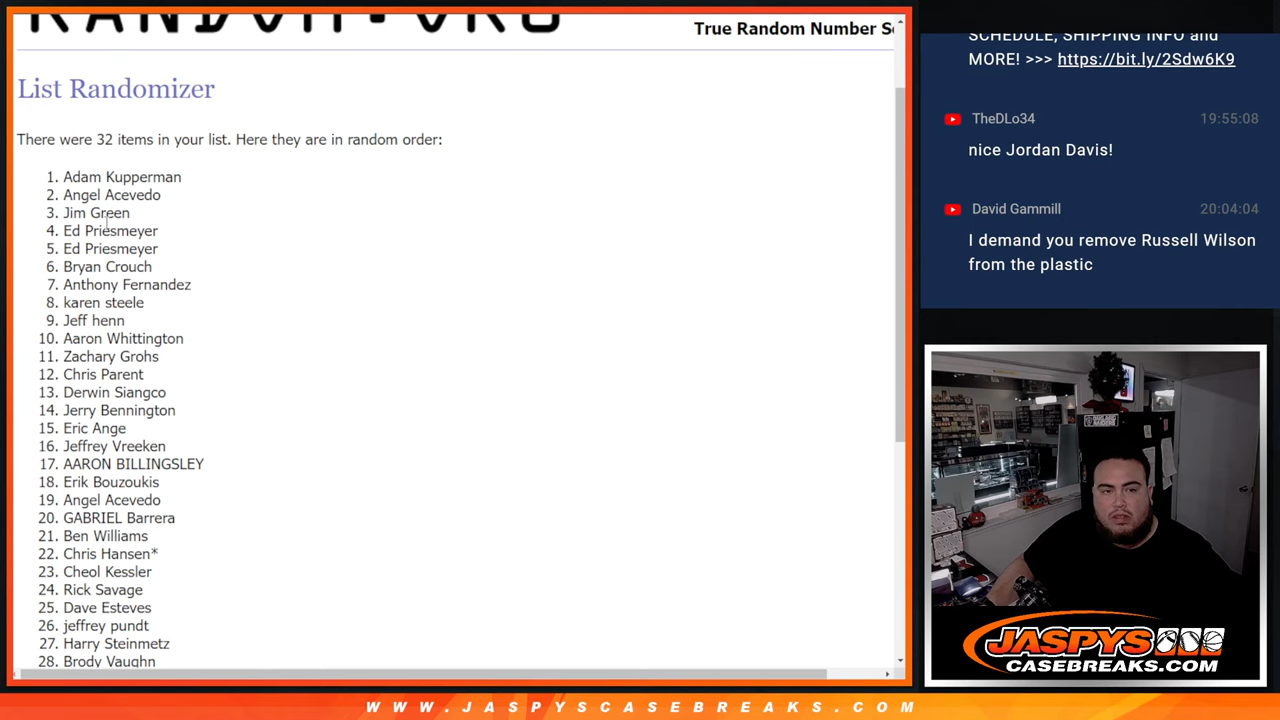 RANDOM.ORG
True Random Number Se
List Randomizer
There were 32 items in your list. Here they are in random order:
1. Adam Kupperman
2. Angel Acevedo
3. Jim Green
4. Ed Priesmeyer
5. Ed Priesmeyer
6. Bryan Crouch
7. Anthony Fernandez
8. karen steele
9. Jeff henn
10. Aaron Whittington
11. Zachary Grohs
12. Chris Parent
13. Derwin Siangco
14. Jerry Bennington
15. Eric Ange
16. Jeffrey Vreeken
17. AARON BILLINGSLEY
18. Erik Bouzoukis
19. Angel Acevedo
20. GABRIEL Barrera
21. Ben Williams
22. Chris Hansen*
23. Cheol Kessler
24. Rick Savage
25. Dave Esteves
26. jeffrey pundt
27. Harry Steinmetz
28. Brody Vaughn
SCHEDULE, SHIPPING INFO and
MORE! >>> https://bit.ly/2Sdw6K9
TheDLo34 19:55:08
nice Jordan Davis!
David Gammill 20:04:04
I demand you remove Russell Wilson
from the plastic
JASPYS
CASEBREAKS.COM
WWW.JASPYSCASEBREAKS.COM